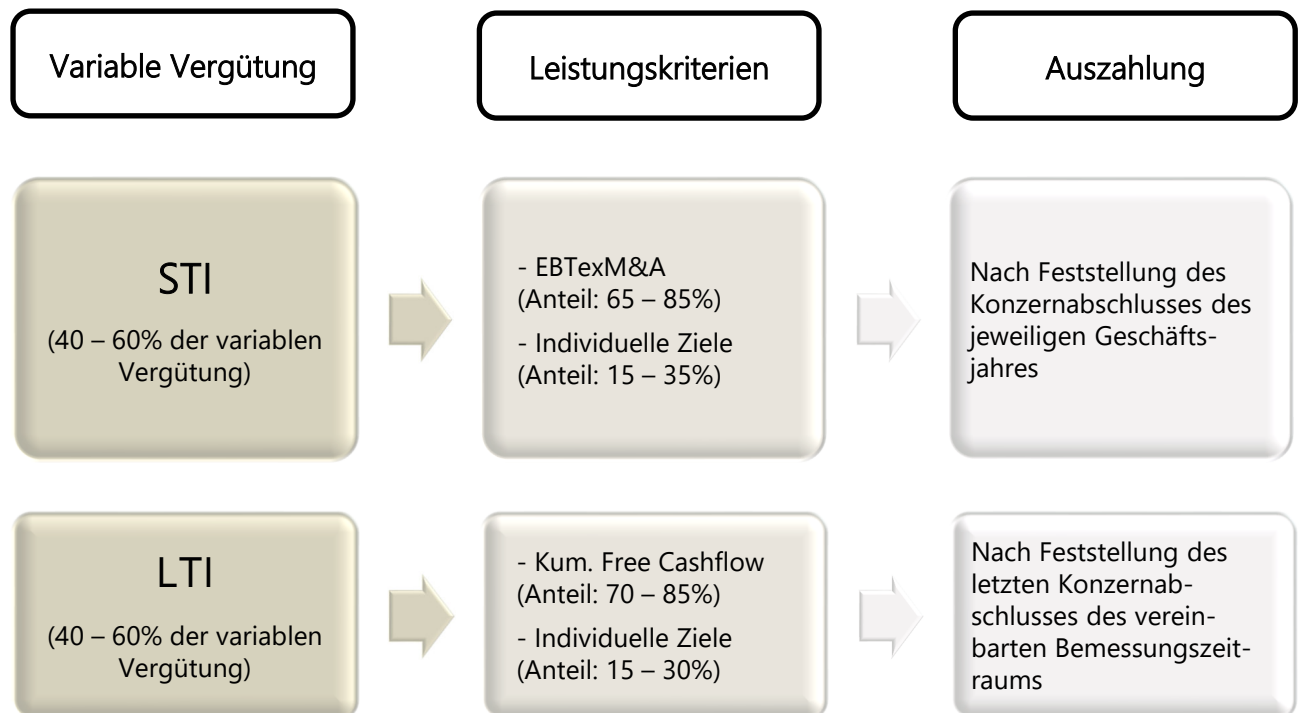 Variable Vergütung
Leistungskriterien
Auszahlung
STI
(40 – 60% der variablen
Vergütung)
- EBTexM&A
(Anteil: 65 – 85%)
- Individuelle Ziele
(Anteil: 15 – 35%)
Nach Feststellung des
Konzernabschlusses des
jeweiligen Geschäfts-
jahres
LTI
(40 – 60% der variablen
Vergütung)
- Kum. Free Cashflow
(Anteil: 70 – 85%)
- Individuelle Ziele
(Anteil: 15 – 30%)
Nach Feststellung des
letzten Konzernab-
schlusses des verein-
barten Bemessungszeit-
raums